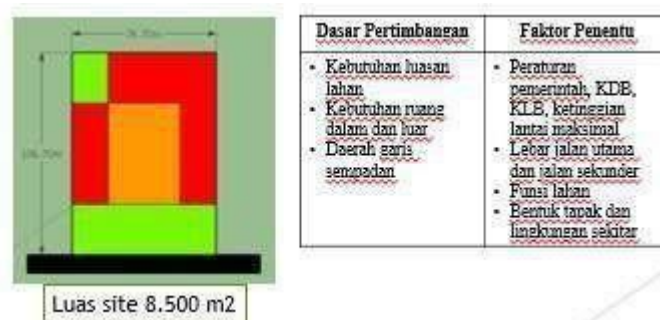 Luas site 8.500 m2
Dasar Pertimbangan
Faktor Penentu
• Kebutuhan luasan
lahan
• Kebutuhan ruang
dalam dan luar
• Daerah garis
sempadan
• Peraturan
pemerintah, KDB,
KLB, ketinggian
lantai maksimal
• Lebar jalan utama
dan jalan sekunder
• Funsi lahan
• Bentuk tapak dan
lingkungan sekitar